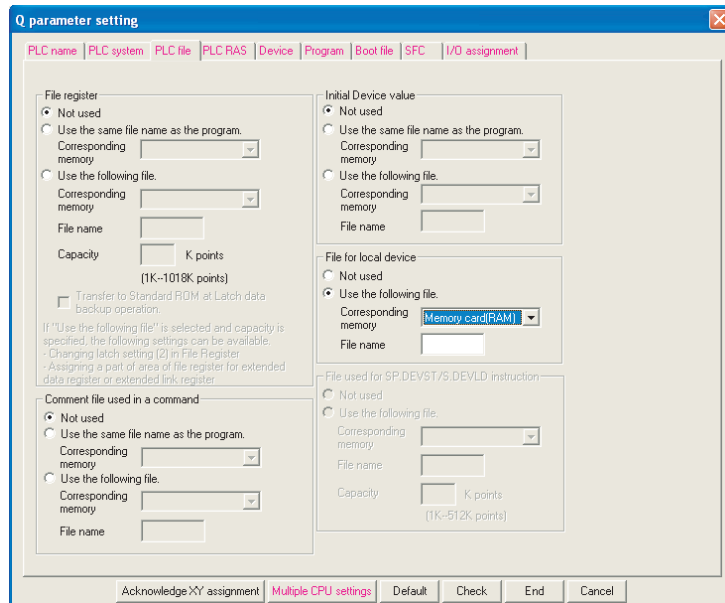 Q parameter setting
PLC name PLC system PLC file PLC RAS Device Program Boot file SFC I/O assignment
File register
Not used
Use the same file name as the program.
Corresponding
memory
Use the following file.
Corresponding
memory
File name
Capacity K points
(1K--1018K points)
Transfer to Standard ROM at Latch data
backup operation.
If "Use the following file" is selected and capacity is
specified, the following settings can be available.
- Changing latch setting (2) in File Register
- Assigning a part of area of file register for extended
data register or extended link register
Comment file used in a command
Not used
Use the same file name as the program.
Corresponding
memory
Use the following file.
Corresponding
memory
File name
Initial Device value
Not used
Use the same file name as the program.
Corresponding
memory
Use the following file.
Corresponding
memory
File name
File for local device
Not used
Use the following file.
Corresponding
memory
Memory card(RAM)
File name
File used for SP.DEVST/S.DEVLD instruction
Not used
Use the following file.
Corresponding
memory
File name
Capacity K points
(1K--512K points)
Acknowledge XY assignment Multiple CPU settings Default Check End Cancel